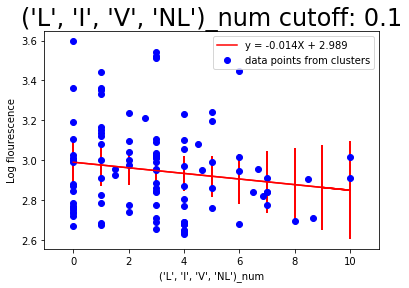 ('L', 'I', 'V', 'NL')_num cutoff: 0.1
y = -0.014X + 2.989
data points from clusters
Log flourescence
3.6
3.4
3.2
3.0
2.8
2.6
0
2
4
6
8
10
('L', 'I', 'V', 'NL')_num